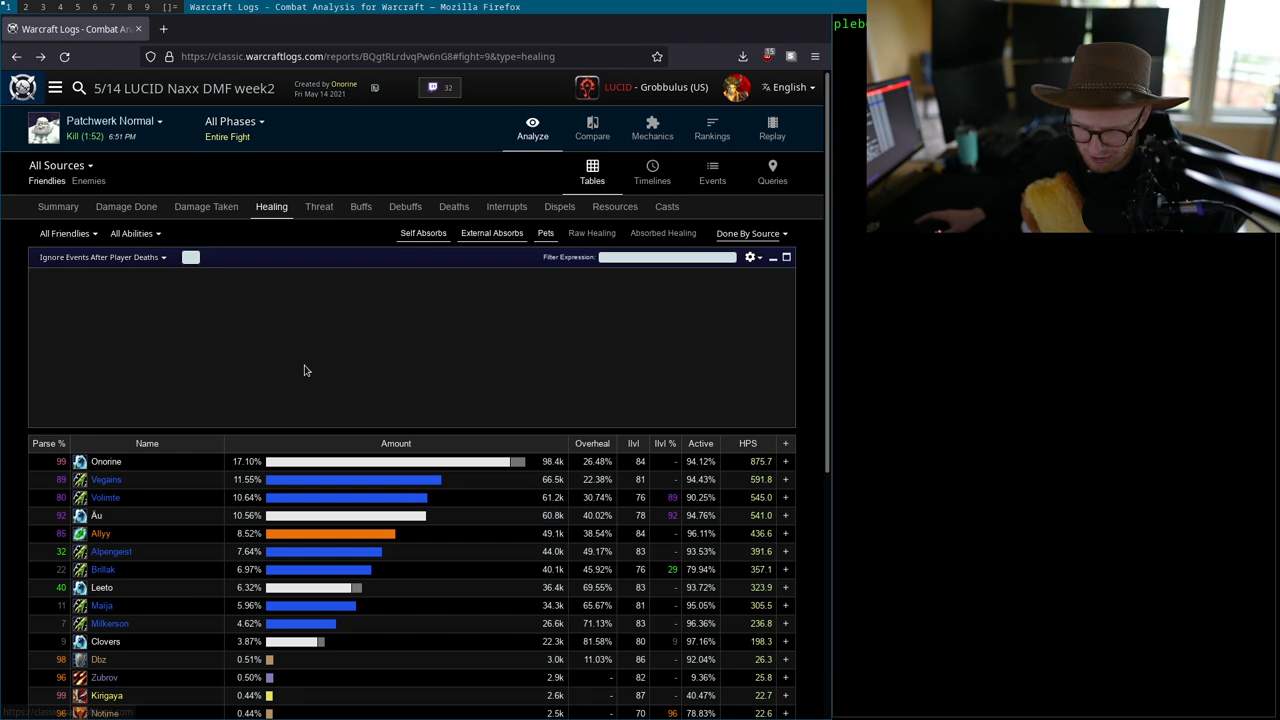 1 2 3 4 5 6 7 8 9 []= Warcraft Logs - Combat Analysis for Warcraft — Mozilla Firefox
Warcraft Logs - Combat An
https://classic.warcraftlogs.com/reports/BQgtRLrdvqPw6nG8#fight=9&type=healing
15
S
pleb
5/14 LUCID Naxx DMF week2
Created by Onorine
Fri May 14 2021
32
LUCID - Grobbulus (US)
English
Patchwerk Normal
Kill (1:52) 6:51 PM
All Phases
Entire Fight
Analyze Compare Mechanics Rankings Replay
All Sources
Friendlies Enemies
Tables Timelines Events Queries
Summary Damage Done Damage Taken Healing Threat Buffs Debuffs Deaths Interrupts Dispels Resources Casts
All Friendlies All Abilities Self Absorbs External Absorbs Pets Raw Healing Absorbed Healing Done By Source
Ignore Events After Player Deaths Filter Expression:
Parse % Name Amount Overheal Ilvl Ilvl % Active HPS +
99 Onorine 17.10% 98.4k 26.48% 84 - 94.12% 875.7 +
89 Vegains 11.55% 66.5k 22.38% 81 - 94.43% 591.8 +
80 Volimte 10.64% 61.2k 30.74% 76 89 90.25% 545.0 +
92 Äu 10.56% 60.8k 40.02% 78 92 94.76% 541.0 +
85 Allyy 8.52% 49.1k 38.54% 84 - 96.11% 436.6 +
32 Alpengeist 7.64% 44.0k 49.17% 83 - 93.53% 391.6 +
22 Brillak 6.97% 40.1k 45.92% 76 29 79.94% 357.1 +
40 Leeto 6.32% 36.4k 69.55% 83 - 93.72% 323.9 +
11 Maija 5.96% 34.3k 65.67% 81 - 95.05% 305.5 +
7 Milkerson 4.62% 26.6k 71.13% 83 - 96.36% 236.8 +
9 Clovers 3.87% 22.3k 81.58% 80 9 97.16% 198.3 +
98 Dbz 0.51% 3.0k 11.03% 86 - 92.04% 26.3 +
96 Zubrov 0.50% 2.9k - 82 - 9.36% 25.8 +
99 Kirigaya 0.44% 2.6k - 87 - 40.47% 22.7 +
96 Notime 0.44% 2.5k - 70 96 78.83% 22.6 +